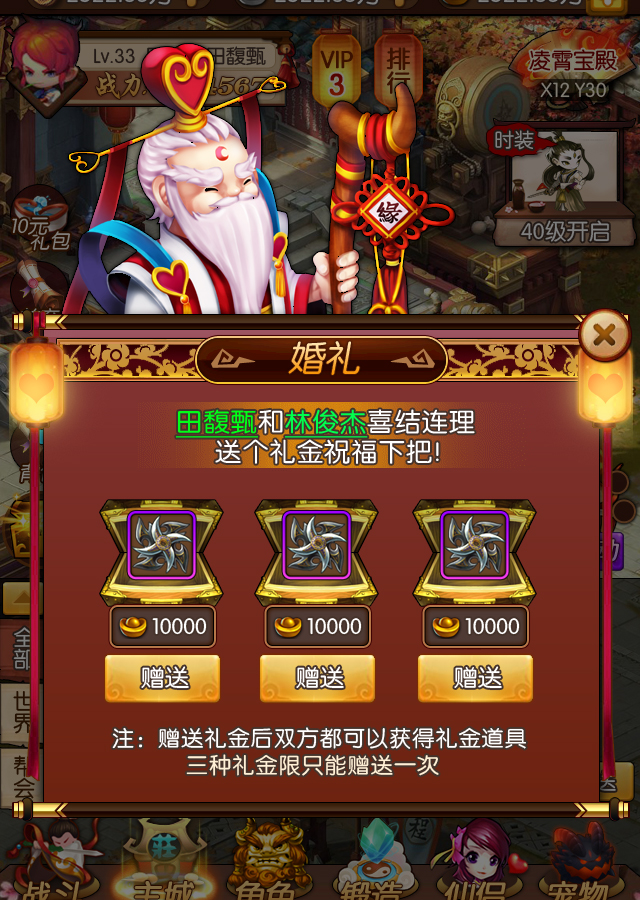 Lv.33
田馥甄
战力
VIP
3
排行
凌霄宝殿
X12 Y30
时装
40级开启
10元
礼包
緣
婚礼
田馥甄和林俊杰喜结连理
送个礼金祝福下把!
10000
10000
10000
赠送
赠送
赠送
注：赠送礼金后双方都可以获得礼金道具
三种礼金限只能赠送一次
全部
世界
帮会
战斗
主城
角色
锻造
仙侣
宠物